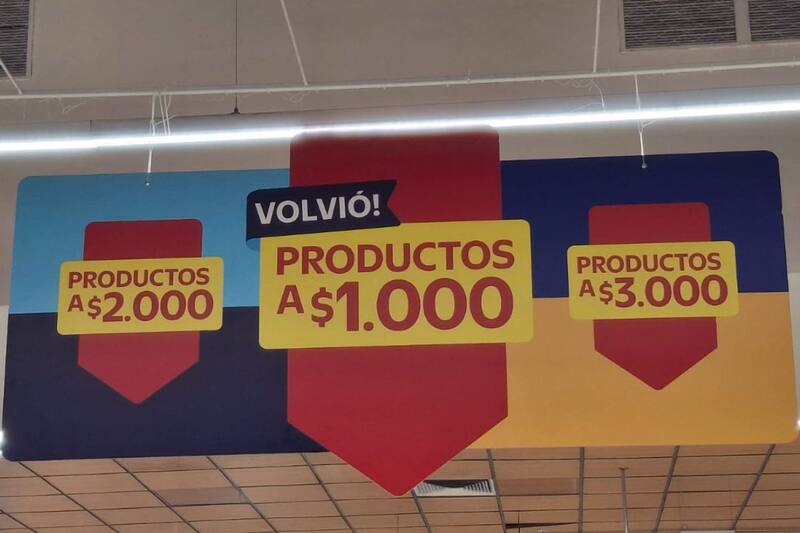 PRODUCTOS
A $2.000
VOLVIÓ!
PRODUCTOS
A $1.000
PRODUCTOS
A $3.000